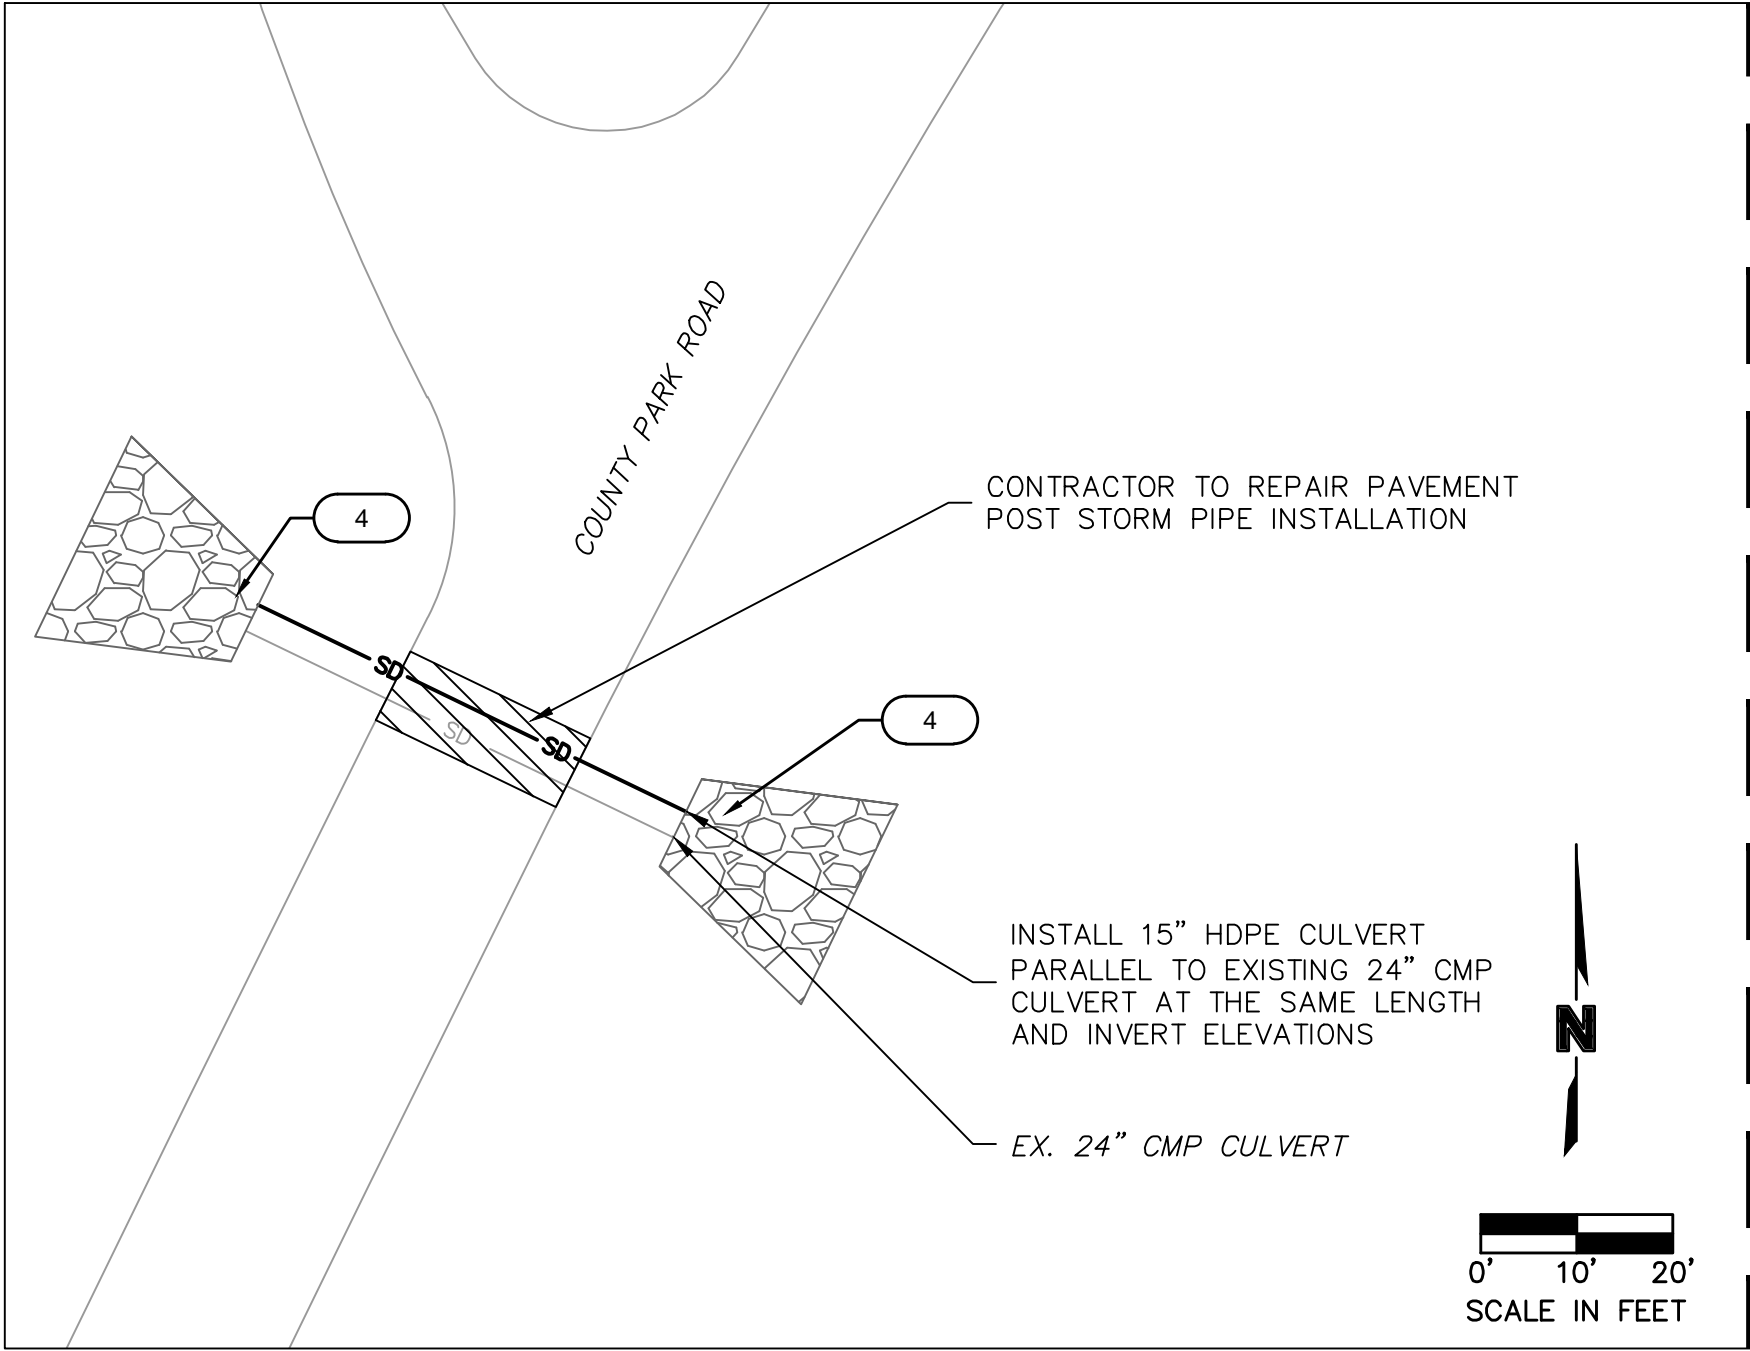 COUNTY PARK ROAD
CONTRACTOR TO REPAIR PAVEMENT
POST STORM PIPE INSTALLATION
4
SD
SD
SD
4
INSTALL 15” HDPE CULVERT
PARALLEL TO EXISTING 24” CMP
CULVERT AT THE SAME LENGTH
AND INVERT ELEVATIONS
EX. 24” CMP CULVERT
N
0' 10' 20'
SCALE IN FEET